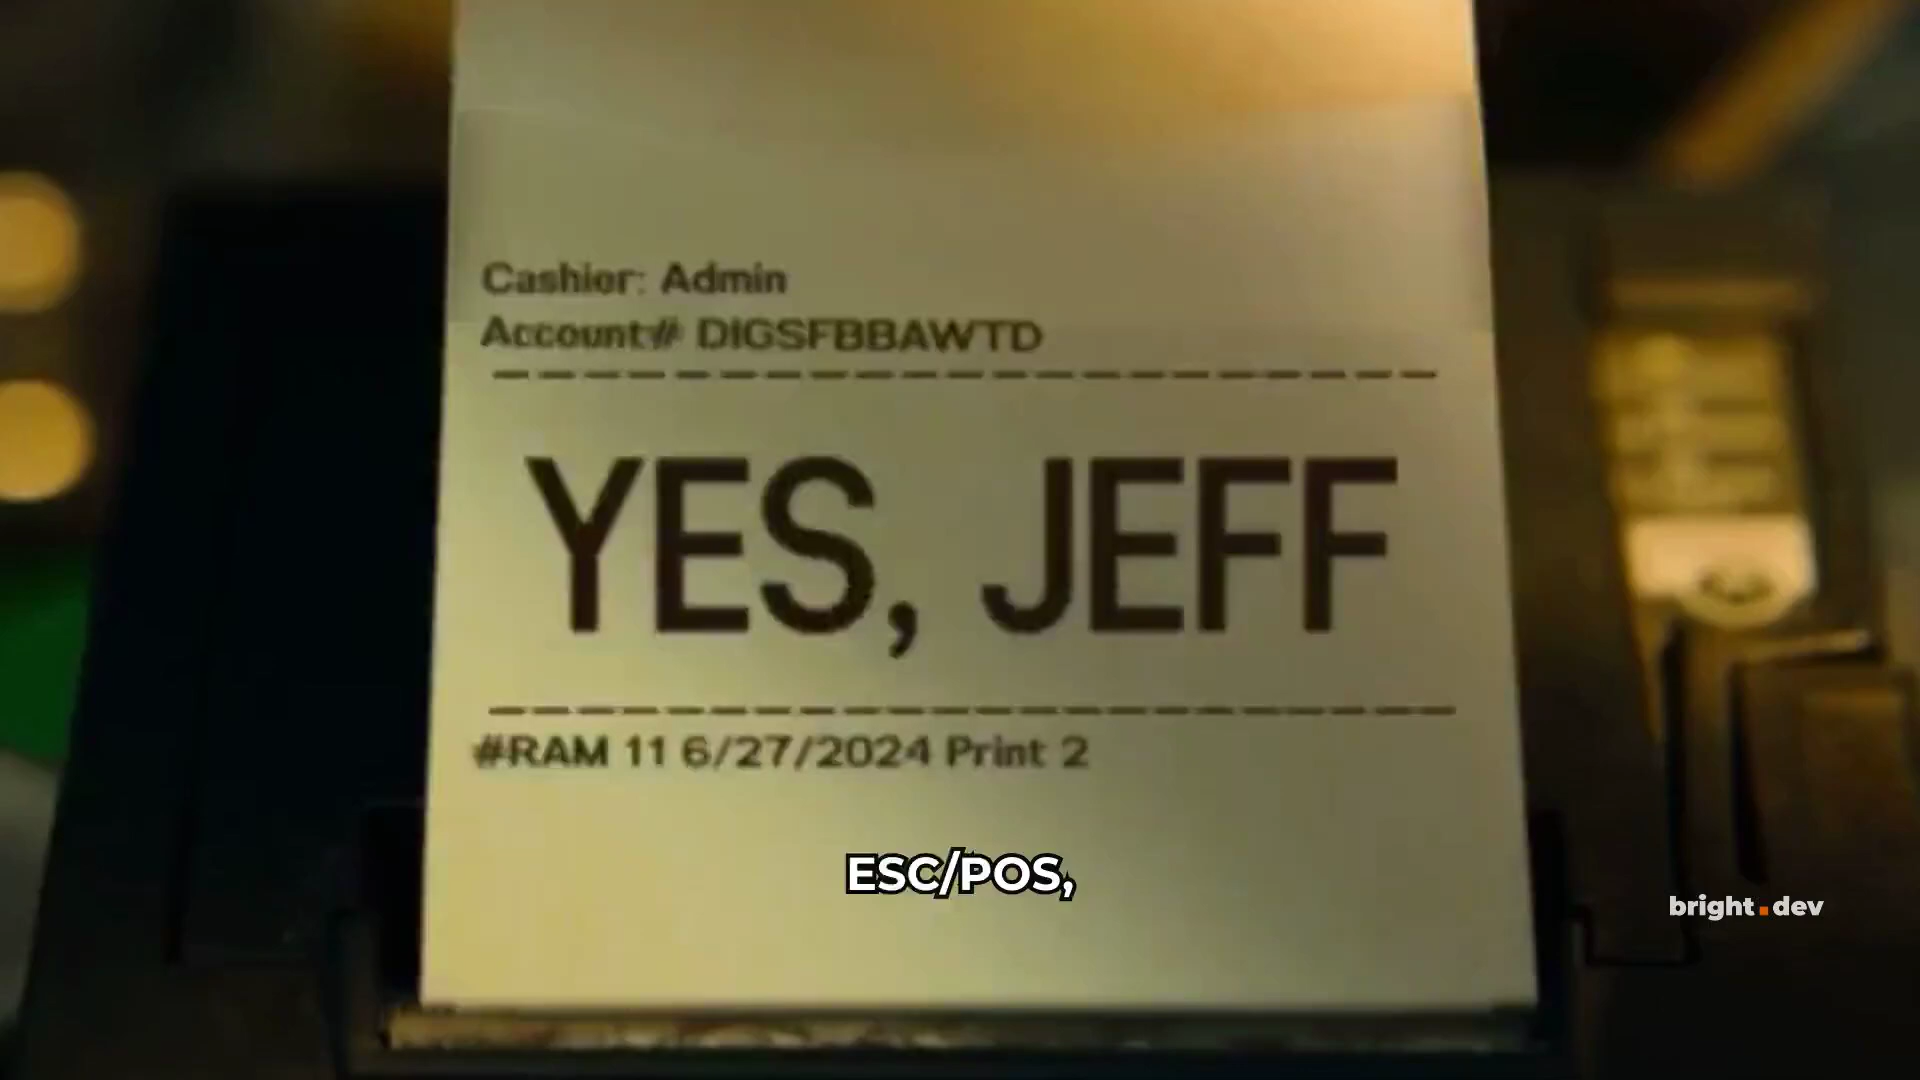 Cashier: Admin
Account# DIGSFBBAWTD
YES, JEFF
#RAM 11 6/27/2024 Print 2
ESC/POS,
bright.dev